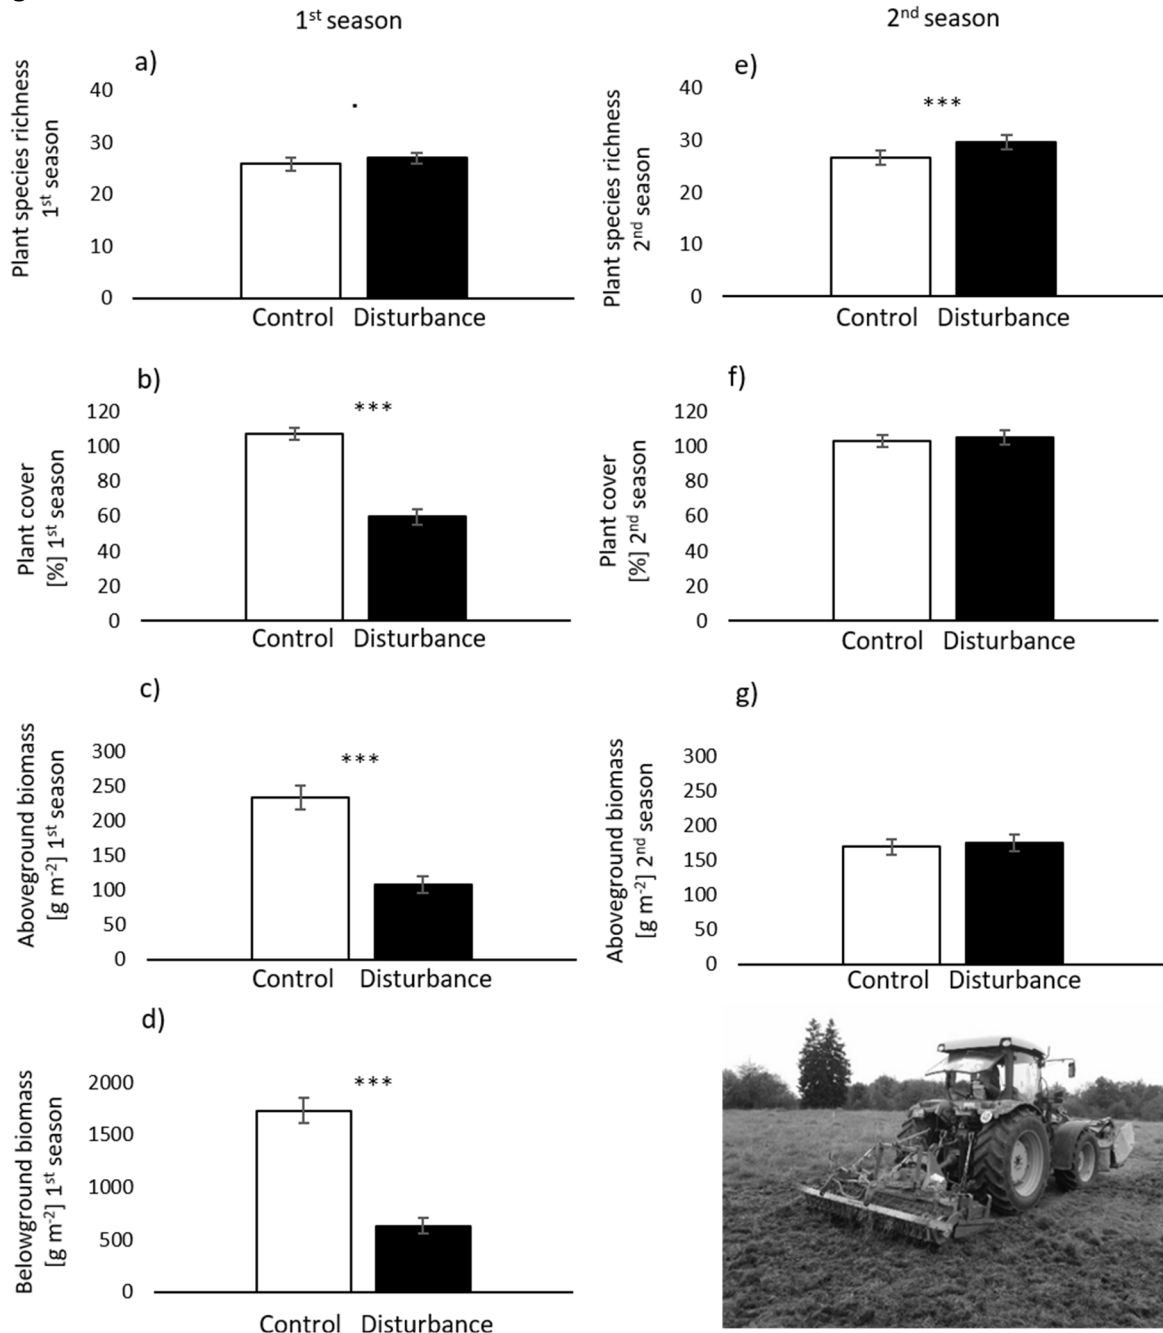 1st season
2nd season
a)
Plant species richness
1st season
40
30
20
10
0
.
Control Disturbance
e)
Plant species richness
2nd season
40
30
20
10
0
***
Control Disturbance
b)
Plant cover
[%] 1st season
120
100
80
60
40
20
0
***
Control Disturbance
f)
Plant cover
[%] 2nd season
120
100
80
60
40
20
0
Control Disturbance
c)
Aboveground biomass
[g m-2] 1st season
300
250
200
150
100
50
0
***
Control Disturbance
g)
Aboveground biomass
[g m-2] 2nd season
300
250
200
150
100
50
0
Control Disturbance
d)
Belowground biomass
[g m-2] 1st season
2000
1500
1000
500
0
***
Control Disturbance